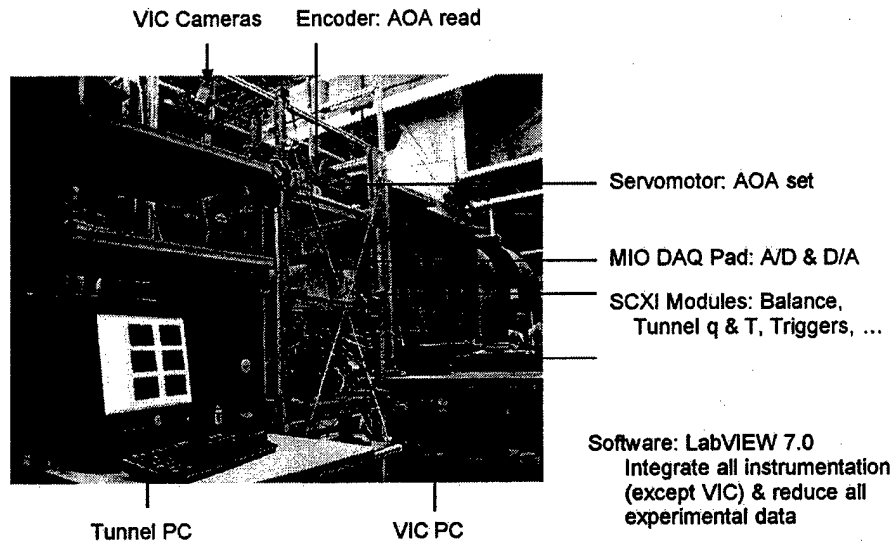 VIC Cameras
Encoder: AOA read
Servomotor: AOA set
MIO DAQ Pad: A/D & D/A
SCXI Modules: Balance,
Tunnel q & T, Triggers, ...
Software: LabVIEW 7.0
Integrate all instrumentation
(except VIC) & reduce all
experimental data
Tunnel PC
VIC PC